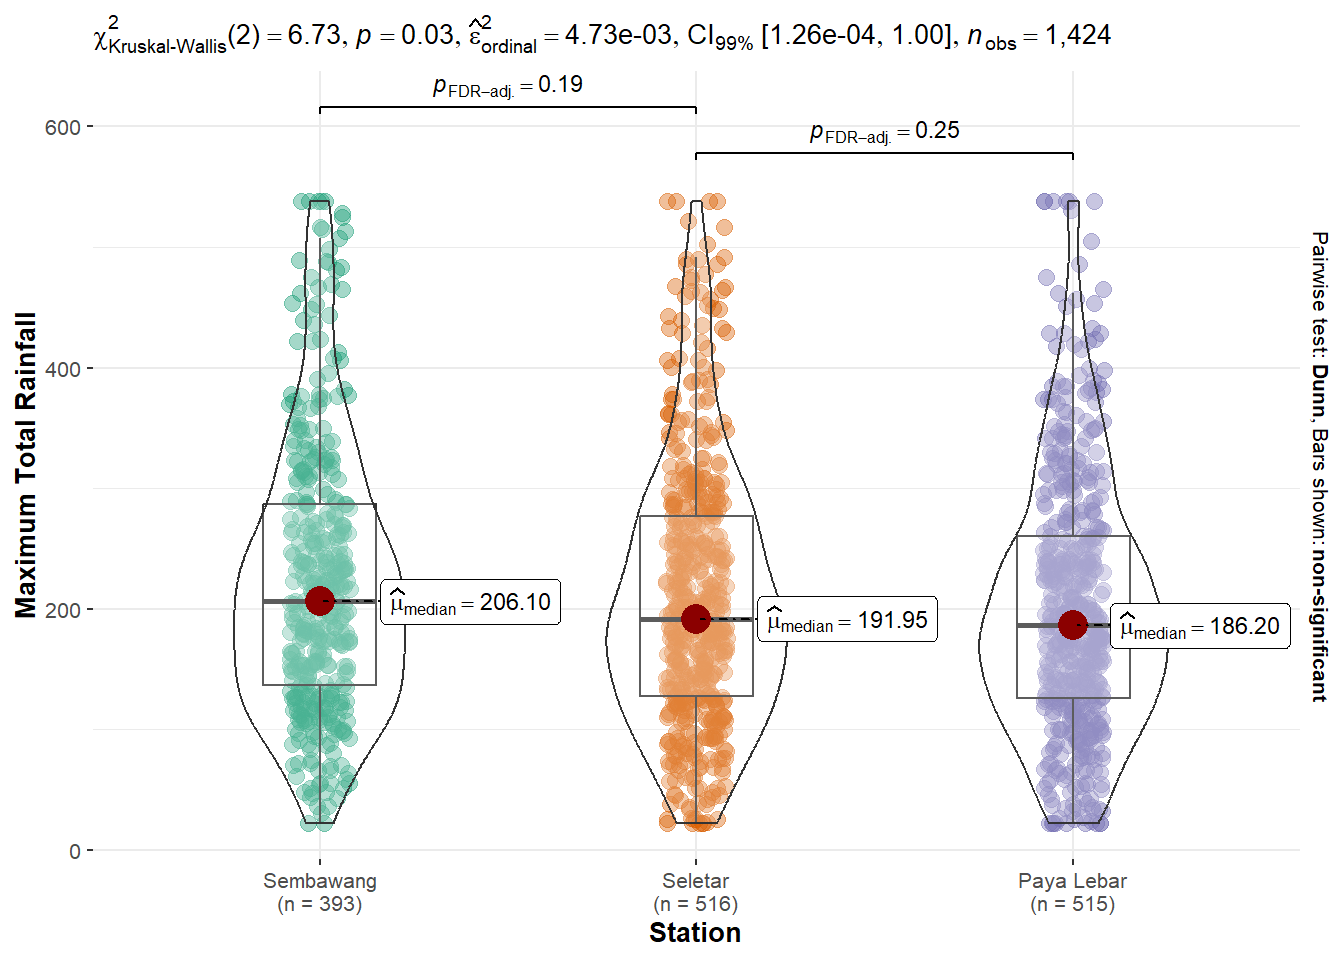 χ²Kruskal-Wallis(2) = 6.73, p = 0.03, ε̂²ordinal = 4.73e-03, CI99% [1.26e-04, 1.00], nobs = 1,424
pFDR−adj. = 0.19
pFDR−adj. = 0.25
600
400
200
0
Maximum Total Rainfall
μ̂median = 206.10
μ̂median = 191.95
μ̂median = 186.20
Pairwise test: Dunn, Bars shown: non-significant
Sembawang
(n = 393)
Seletar
(n = 516)
Paya Lebar
(n = 515)
Station